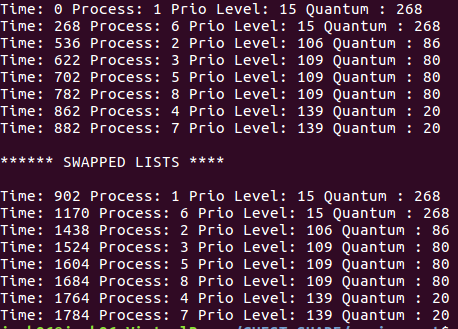 Time: 0 Process: 1 Prio Level: 15 Quantum : 268
Time: 268 Process: 6 Prio Level: 15 Quantum : 268
Time: 536 Process: 2 Prio Level: 106 Quantum : 86
Time: 622 Process: 3 Prio Level: 109 Quantum : 80
Time: 702 Process: 5 Prio Level: 109 Quantum : 80
Time: 782 Process: 8 Prio Level: 109 Quantum : 80
Time: 862 Process: 4 Prio Level: 139 Quantum : 20
Time: 882 Process: 7 Prio Level: 139 Quantum : 20
****** SWAPPED LISTS ****
Time: 902 Process: 1 Prio Level: 15 Quantum : 268
Time: 1170 Process: 6 Prio Level: 15 Quantum : 268
Time: 1438 Process: 2 Prio Level: 106 Quantum : 86
Time: 1524 Process: 3 Prio Level: 109 Quantum : 80
Time: 1604 Process: 5 Prio Level: 109 Quantum : 80
Time: 1684 Process: 8 Prio Level: 109 Quantum : 80
Time: 1764 Process: 4 Prio Level: 139 Quantum : 20
Time: 1784 Process: 7 Prio Level: 139 Quantum : 20